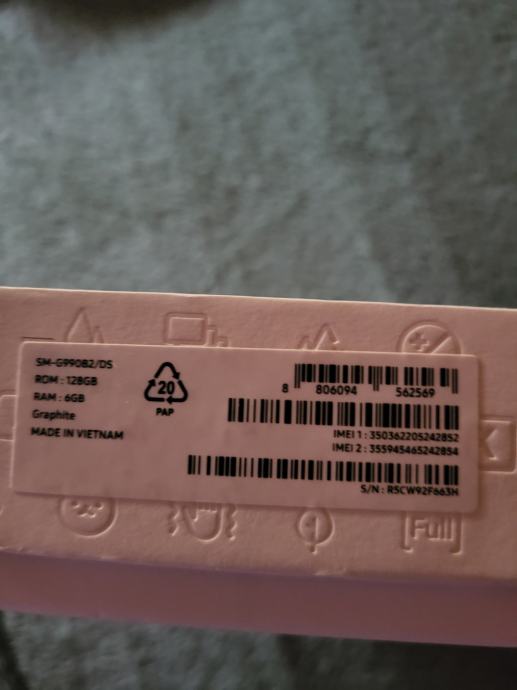 SM-G990B2/DS
ROM : 128GB
RAM : 6GB
Graphite
MADE IN VIETNAM
20
PAP
8 806094 562569
IMEI 1 : 350362205242852
IMEI 2 : 355945465242854
S/N : R5CW92F663H
[Full]